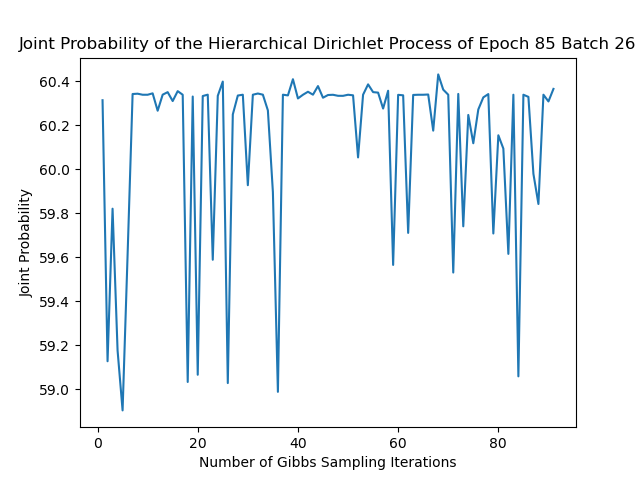 Joint Probability of the Hierarchical Dirichlet Process of Epoch 85 Batch 26
60.4
60.2
60.0
59.8
59.6
59.4
59.2
59.0
Joint Probability
0 20 40 60 80
Number of Gibbs Sampling Iterations